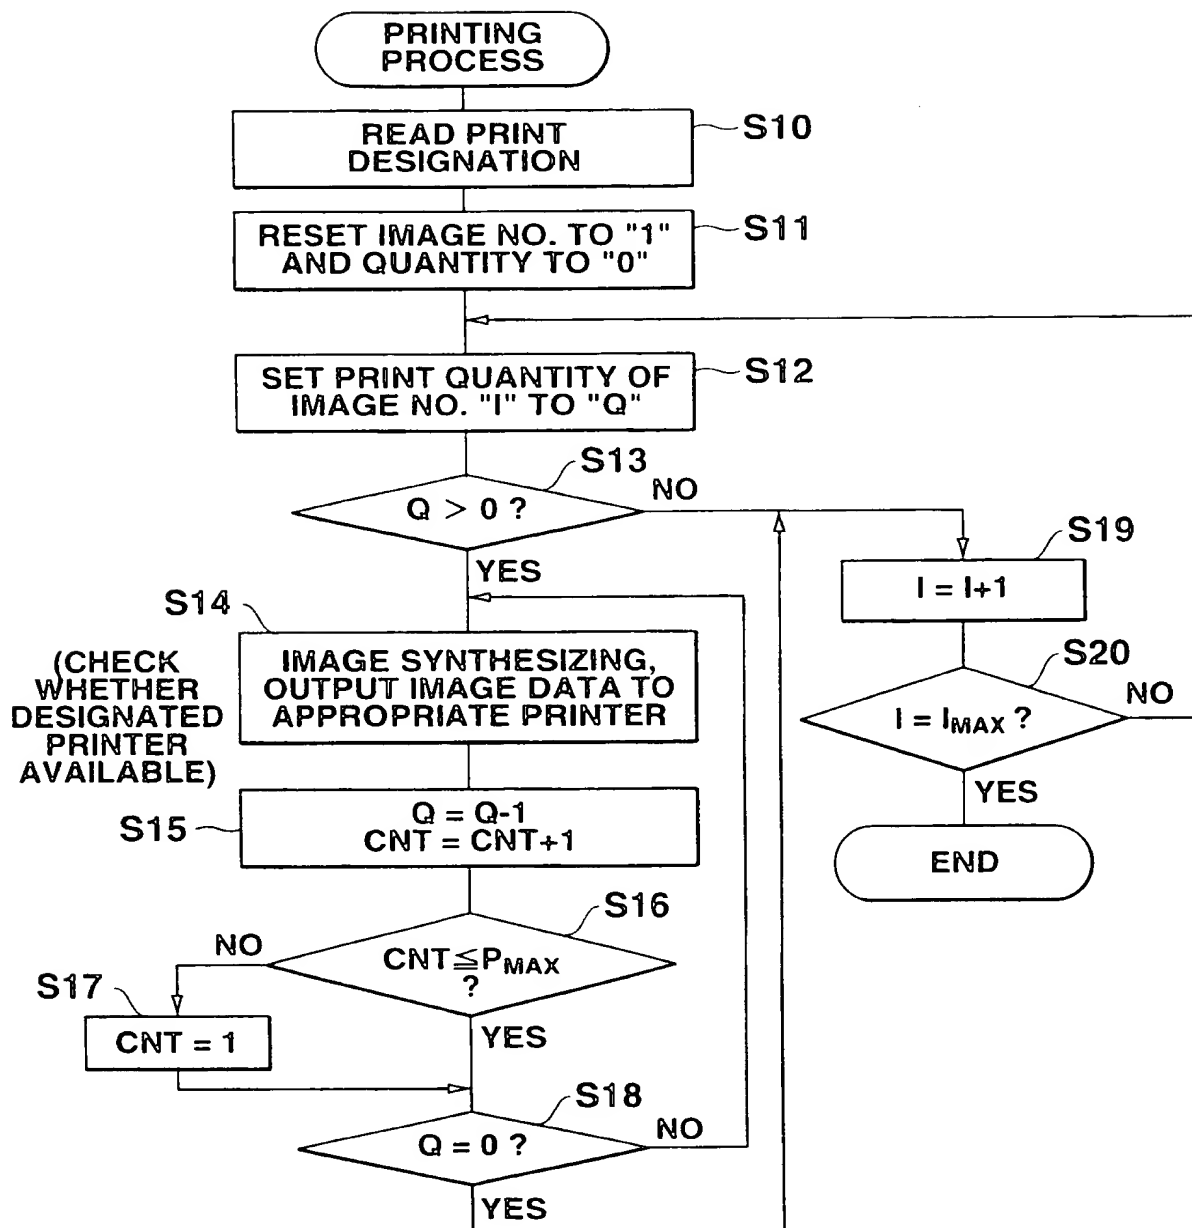 PRINTING
PROCESS
READ PRINT
DESIGNATION
S10
RESET IMAGE NO. TO "1"
AND QUANTITY TO "0"
S11
SET PRINT QUANTITY OF
IMAGE NO. "I" TO "Q"
S12
Q > 0 ?
S13
NO
YES
S14
IMAGE SYNTHESIZING,
OUTPUT IMAGE DATA TO
APPROPRIATE PRINTER
(CHECK
WHETHER
DESIGNATED
PRINTER
AVAILABLE)
S15
Q = Q-1
CNT = CNT+1
S16
CNT≦PMAX
?
NO
YES
S17
CNT = 1
S18
Q = 0 ?
NO
YES
S19
I = I+1
S20
I = IMAX ?
NO
YES
END